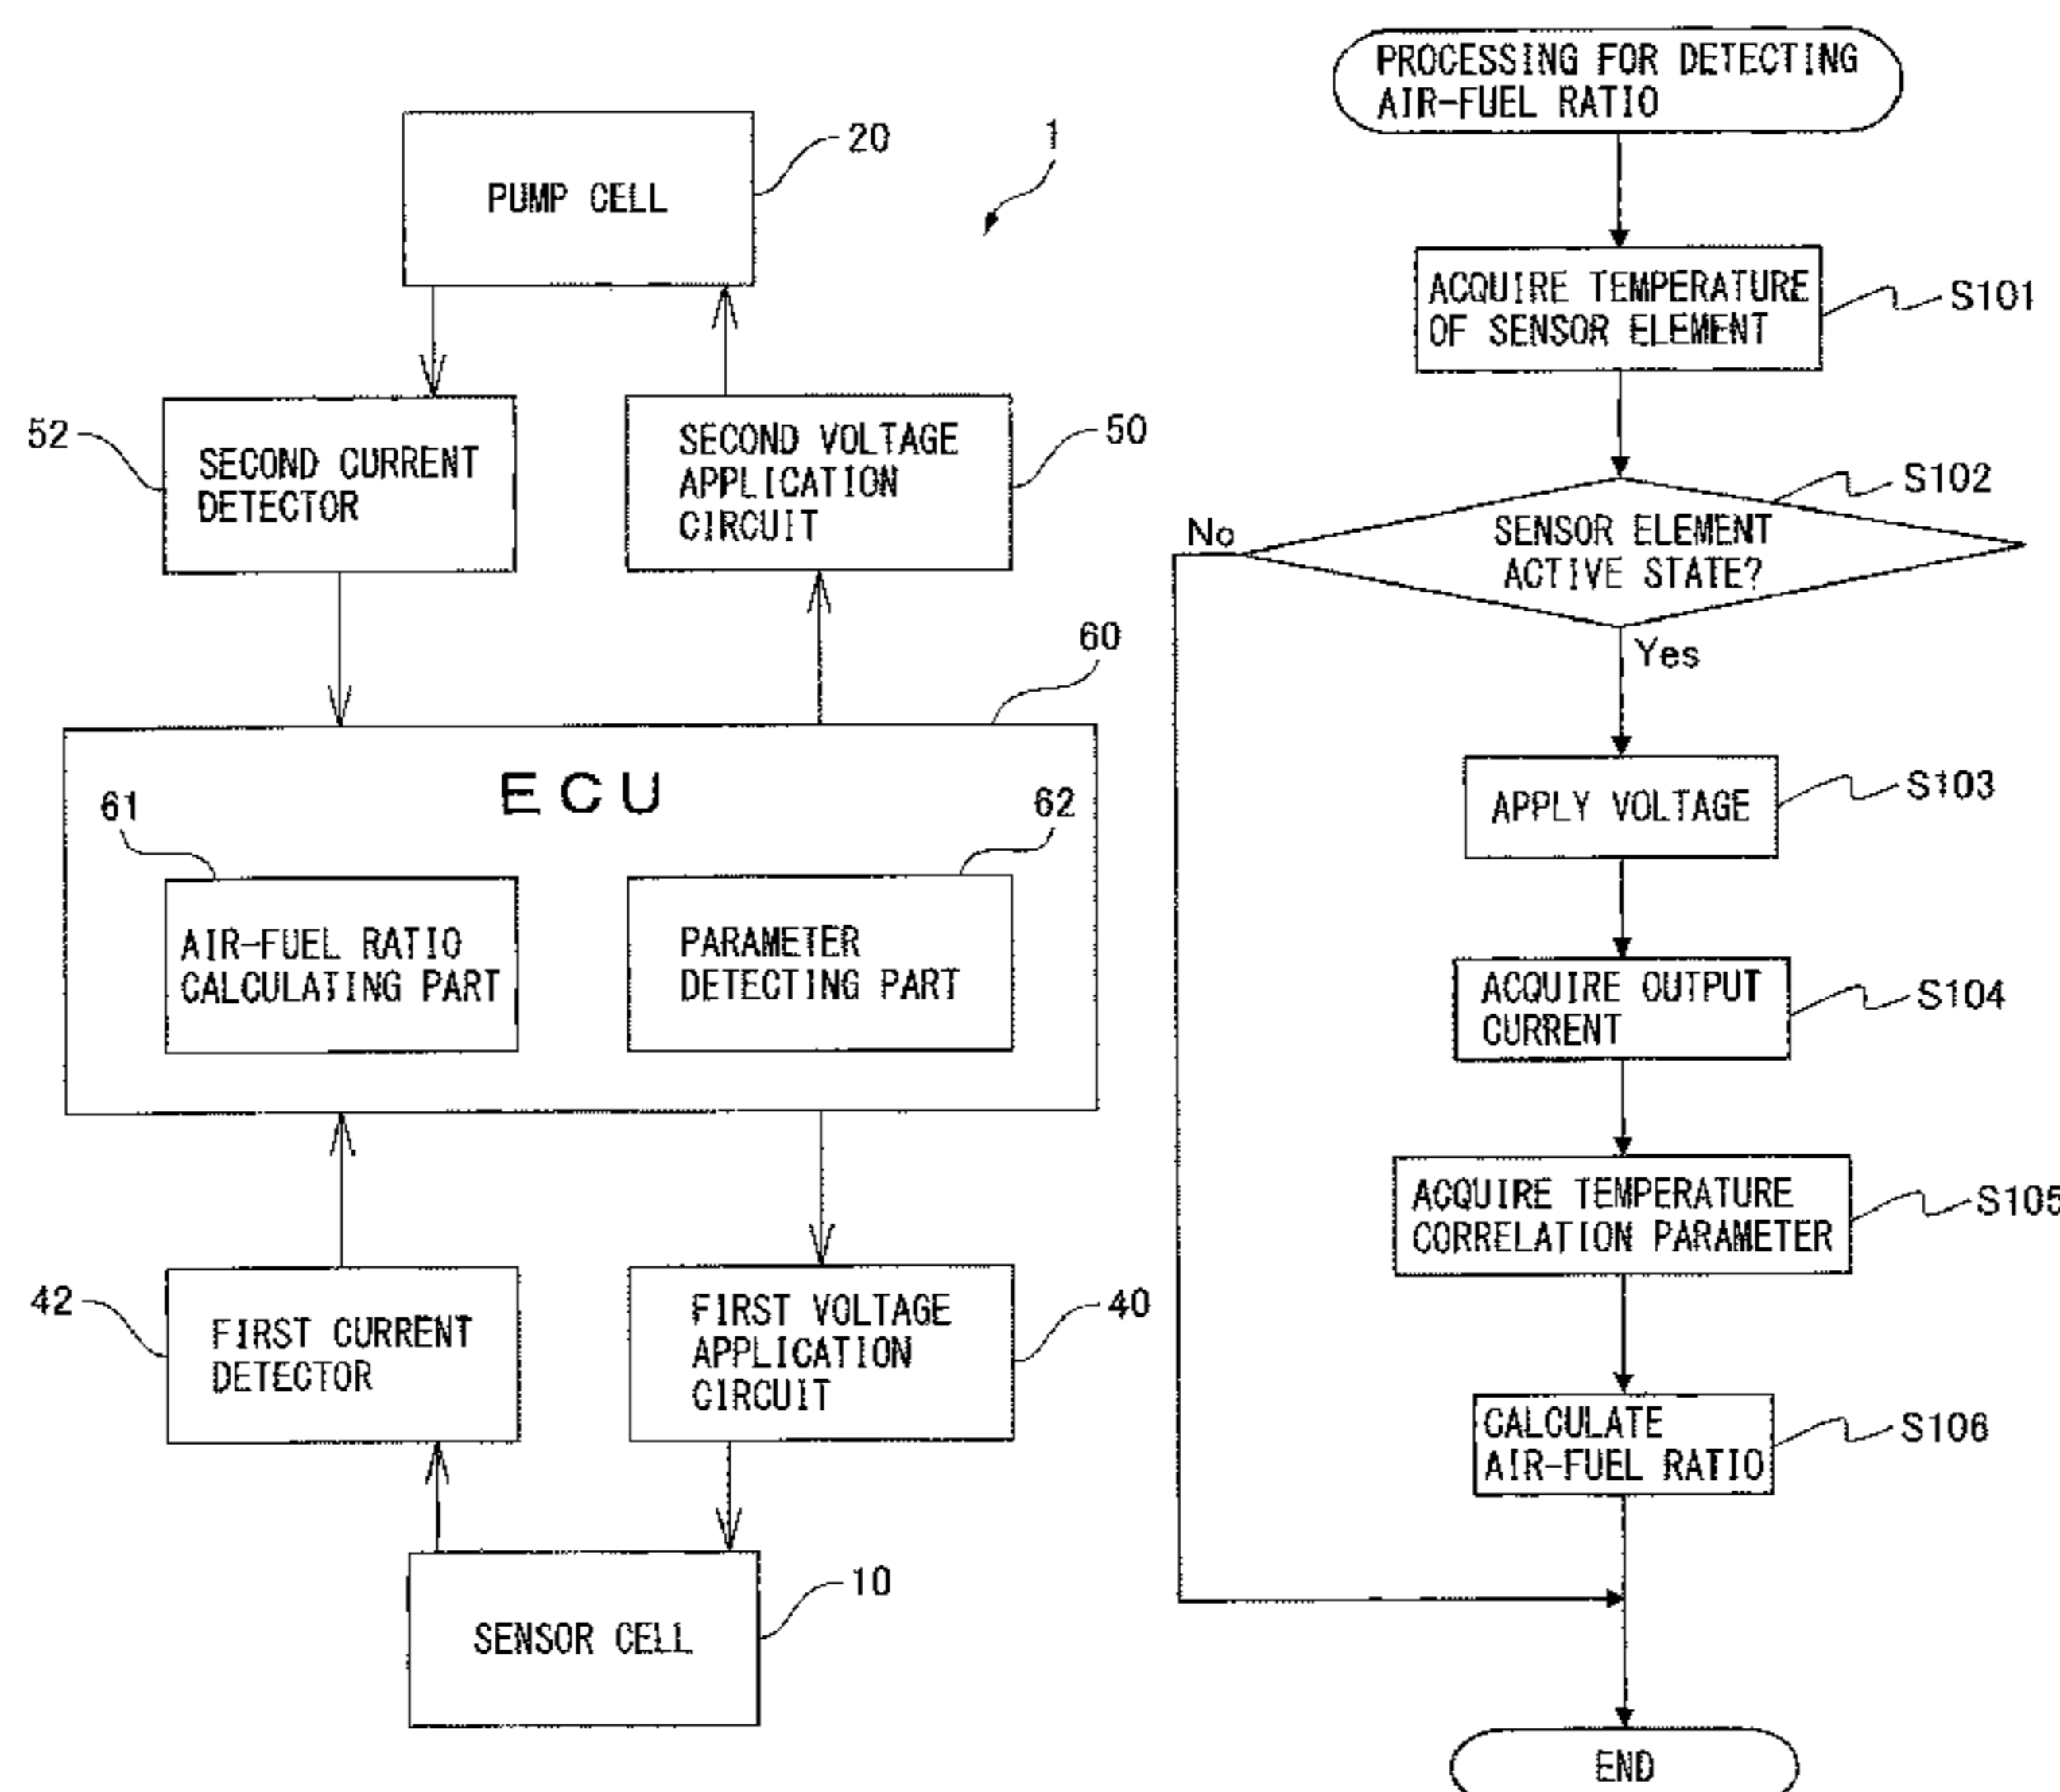 PUMP CELL
20
1
52
SECOND CURRENT
DETECTOR
SECOND VOLTAGE
APPLICATION
CIRCUIT
50
60
ECU
61
62
AIR-FUEL RATIO
CALCULATING PART
PARAMETER
DETECTING PART
42
FIRST CURRENT
DETECTOR
FIRST VOLTAGE
APPLICATION
CIRCUIT
40
SENSOR CELL
10
PROCESSING FOR DETECTING
AIR-FUEL RATIO
ACQUIRE TEMPERATURE
OF SENSOR ELEMENT
S101
SENSOR ELEMENT
ACTIVE STATE?
S102
No
Yes
APPLY VOLTAGE
S103
ACQUIRE OUTPUT
CURRENT
S104
ACQUIRE TEMPERATURE
CORRELATION PARAMETER
S105
CALCULATE
AIR-FUEL RATIO
S106
END